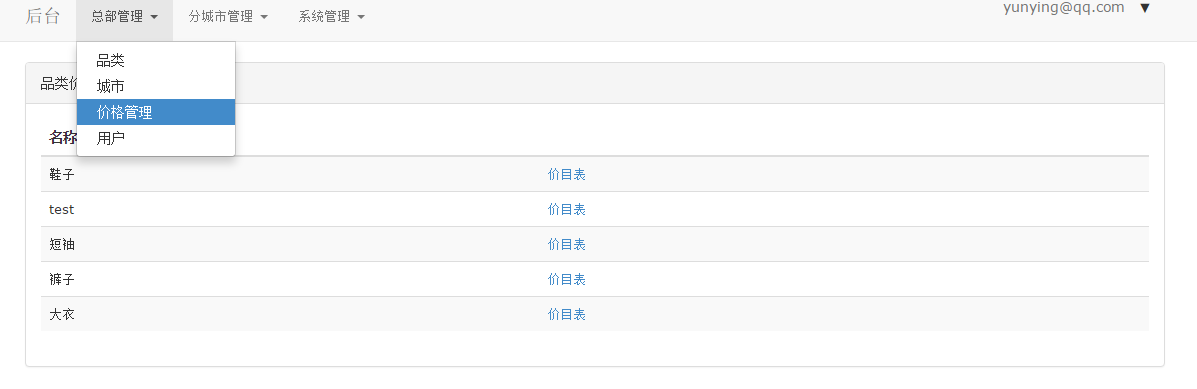 后台 总部管理 分城市管理 系统管理 yunying@qq.com ▼
品类
城市
价格管理
用户
品类价
名称
鞋子 价目表
test 价目表
短袖 价目表
裤子 价目表
大衣 价目表